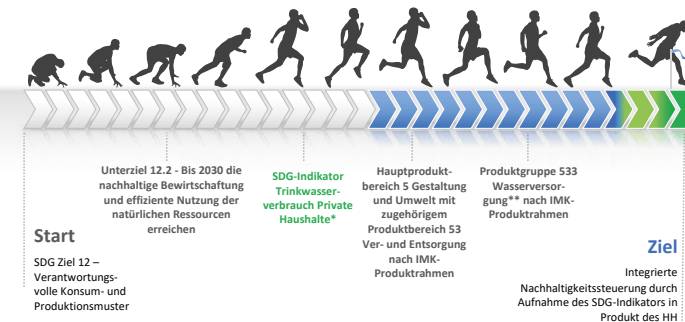 Unterziel 12.2 - Bis 2030 die
nachhaltige Bewirtschaftung
und effiziente Nutzung der
natürlichen Ressourcen
erreichen
SDG-Indikator
Trinkwasser-
verbrauch Private
Haushalte*
Hauptprodukt-
bereich 5 Gestaltung
und Umwelt mit
zugehörigem
Produktbereich 53
Ver- und Entsorgung
nach IMK-
Produktrahmen
Produktgruppe 533
Wasserversor-
gung** nach IMK-
Produktrahmen
Start
SDG Ziel 12 –
Verantwortungs-
volle Konsum- und
Produktionsmuster
Ziel
Integrierte
Nachhaltigkeitssteuerung durch
Aufnahme des SDG-Indikators in
Produkt des HH